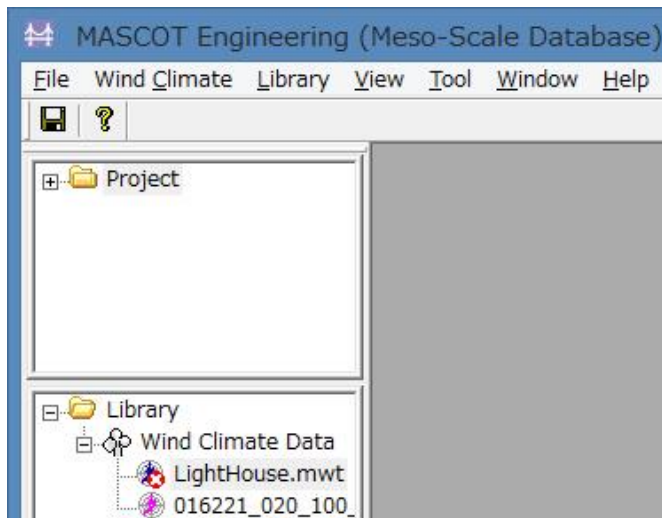 MASCOT Engineering (Meso-Scale Database)
File Wind Climate Library View Tool Window Help
Project
Library
Wind Climate Data
LightHouse.mwt
016221_020_100_